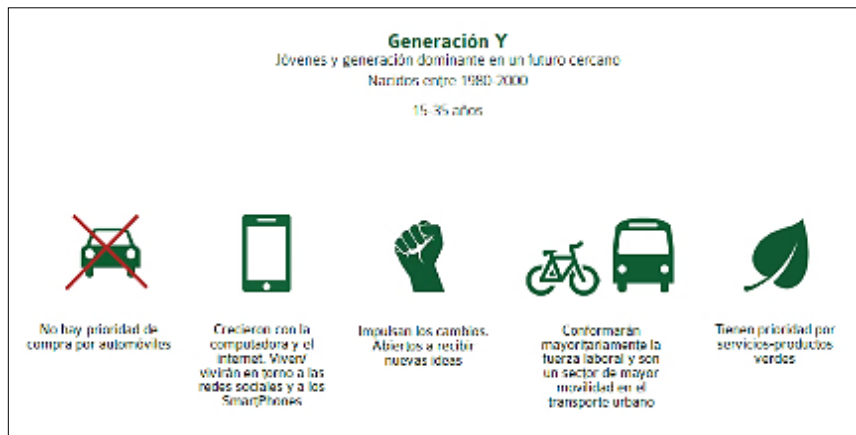 Generación Y
Jóvenes y generación dominante en un futuro cercano
Nacidos entre 1980-2000
15-35 años
No hay prioridad de
compra por automóviles
Crecieron con la
computadora y el
internet. Viven/
vivirán en torno a las
redes sociales y a los
SmartPhones
Impulsan los cambios.
Abiertos a recibir
nuevas ideas
Conformarán
mayoritariamente la
fuerza laboral y son
un sector de mayor
movilidad en el
transporte urbano
Tienen prioridad por
servicios-productos
verdes